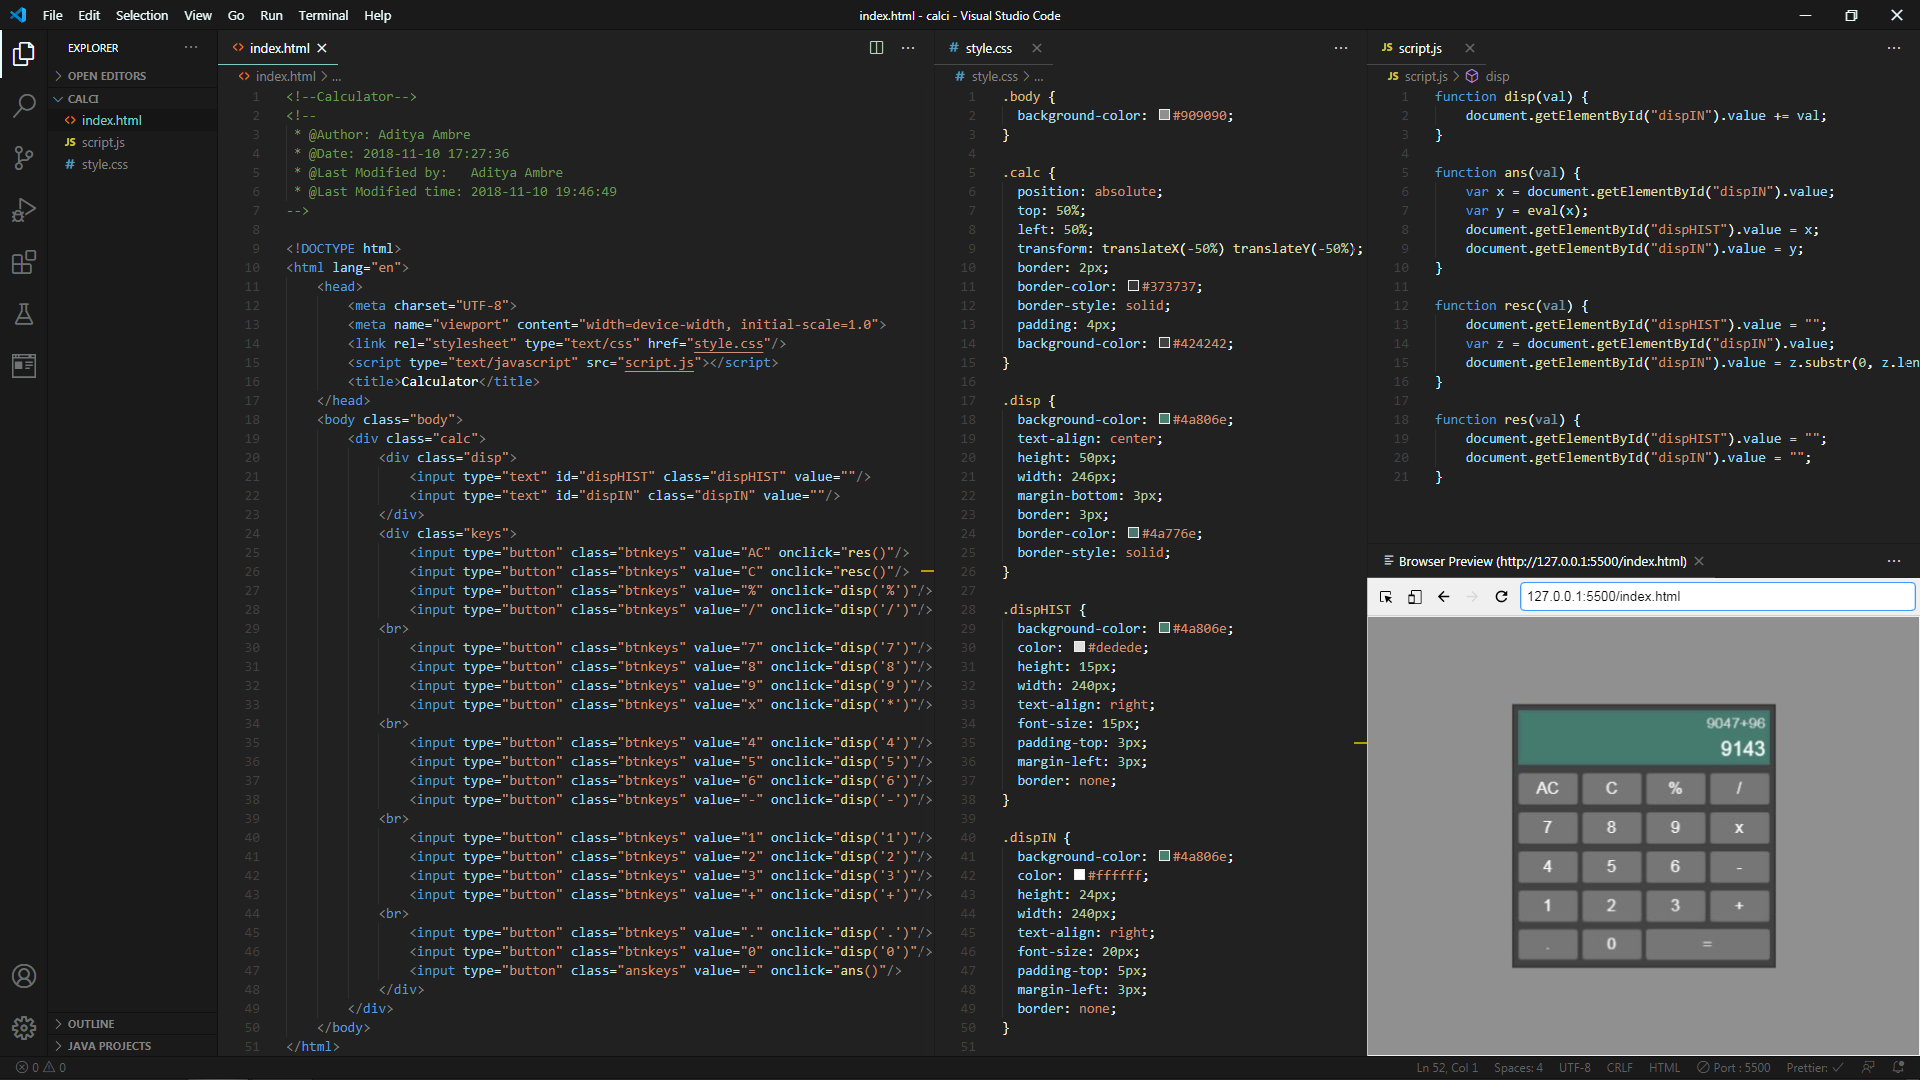 File Edit Selection View Go Run Terminal Help
index.html - calci - Visual Studio Code
EXPLORER
OPEN EDITORS
CALCI
index.html
JS script.js
# style.css
OUTLINE
JAVA PROJECTS
<> index.html
<> index.html > ...
1 <!--Calculator-->
2 <!--
3 * @Author: Aditya Ambre
4 * @Date: 2018-11-10 17:27:36
5 * @Last Modified by:   Aditya Ambre
6 * @Last Modified time: 2018-11-10 19:46:49
7 -->
8
9 <!DOCTYPE html>
10 <html lang="en">
11 <head>
12 <meta charset="UTF-8">
13 <meta name="viewport" content="width=device-width, initial-scale=1.0">
14 <link rel="stylesheet" type="text/css" href="style.css"/>
15 <script type="text/javascript" src="script.js"></script>
16 <title>Calculator</title>
17 </head>
18 <body class="body">
19 <div class="calc">
20 <div class="disp">
21 <input type="text" id="dispHIST" class="dispHIST" value=""/>
22 <input type="text" id="dispIN" class="dispIN" value=""/>
23 </div>
24 <div class="keys">
25 <input type="button" class="btnkeys" value="AC" onclick="res()"/>
26 <input type="button" class="btnkeys" value="C" onclick="resc()"/>
27 <input type="button" class="btnkeys" value="%" onclick="disp('%')"/>
28 <input type="button" class="btnkeys" value="/" onclick="disp('/')"/>
29 <br>
30 <input type="button" class="btnkeys" value="7" onclick="disp('7')"/>
31 <input type="button" class="btnkeys" value="8" onclick="disp('8')"/>
32 <input type="button" class="btnkeys" value="9" onclick="disp('9')"/>
33 <input type="button" class="btnkeys" value="x" onclick="disp('*')"/>
34 <br>
35 <input type="button" class="btnkeys" value="4" onclick="disp('4')"/>
36 <input type="button" class="btnkeys" value="5" onclick="disp('5')"/>
37 <input type="button" class="btnkeys" value="6" onclick="disp('6')"/>
38 <input type="button" class="btnkeys" value="-" onclick="disp('-')"/>
39 <br>
40 <input type="button" class="btnkeys" value="1" onclick="disp('1')"/>
41 <input type="button" class="btnkeys" value="2" onclick="disp('2')"/>
42 <input type="button" class="btnkeys" value="3" onclick="disp('3')"/>
43 <input type="button" class="btnkeys" value="+" onclick="disp('+')"/>
44 <br>
45 <input type="button" class="btnkeys" value="." onclick="disp('.')"/>
46 <input type="button" class="btnkeys" value="0" onclick="disp('0')"/>
47 <input type="button" class="anskeys" value="=" onclick="ans()"/>
48 </div>
49 </div>
50 </body>
51 </html>
# style.css
# style.css > ...
1 .body {
2 background-color: #909090;
3 }
4
5 .calc {
6 position: absolute;
7 top: 50%;
8 left: 50%;
9 transform: translateX(-50%) translateY(-50%);
10 border: 2px;
11 border-color: #373737;
12 border-style: solid;
13 padding: 4px;
14 background-color: #424242;
15 }
16
17 .disp {
18 background-color: #4a806e;
19 text-align: center;
20 height: 50px;
21 width: 246px;
22 margin-bottom: 3px;
23 border: 3px;
24 border-color: #4a776e;
25 border-style: solid;
26 }
27
28 .dispHIST {
29 background-color: #4a806e;
30 color: #dedede;
31 height: 15px;
32 width: 240px;
33 text-align: right;
34 font-size: 15px;
35 padding-top: 3px;
36 margin-left: 3px;
37 border: none;
38 }
39
40 .dispIN {
41 background-color: #4a806e;
42 color: #ffffff;
43 height: 24px;
44 width: 240px;
45 text-align: right;
46 font-size: 20px;
47 padding-top: 5px;
48 margin-left: 3px;
49 border: none;
50 }
51
JS script.js
JS script.js > disp
1 function disp(val) {
2 document.getElementById("dispIN").value += val;
3 }
4
5 function ans(val) {
6 var x = document.getElementById("dispIN").value;
7 var y = eval(x);
8 document.getElementById("dispHIST").value = x;
9 document.getElementById("dispIN").value = y;
10 }
11
12 function resc(val) {
13 document.getElementById("dispHIST").value = "";
14 var z = document.getElementById("dispIN").value;
15 document.getElementById("dispIN").value = z.substr(0, z.len
16 }
17
18 function res(val) {
19 document.getElementById("dispHIST").value = "";
20 document.getElementById("dispIN").value = "";
21 }
Browser Preview (http://127.0.0.1:5500/index.html)
127.0.0.1:5500/index.html
9047+96
9143
AC C % /
7 8 9 x
4 5 6 -
1 2 3 +
. 0 =
0 0
Ln 52, Col 1 Spaces: 4 UTF-8 CRLF HTML Port : 5500 Prettier: ✓